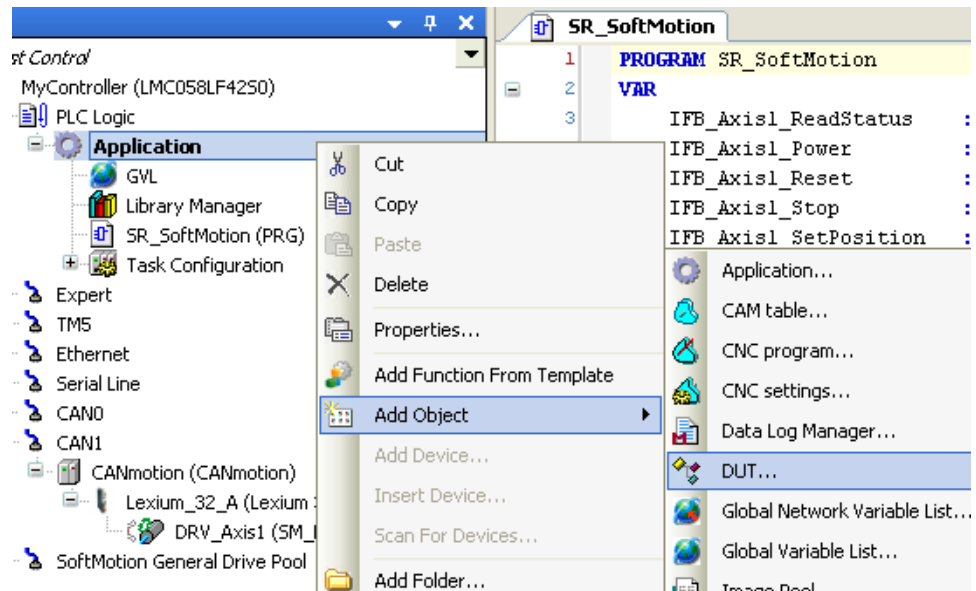 st Control
MyController (LMC058LF42S0)
PLC Logic
Application
GVL
Library Manager
SR_SoftMotion (PRG)
Task Configuration
Expert
TM5
Ethernet
Serial Line
CAN0
CAN1
CANmotion (CANmotion)
Lexium_32_A (Lexium
DRV_Axis1 (SM_
SoftMotion General Drive Pool
SR_SoftMotion
1 PROGRAM SR_SoftMotion
2 VAR
3 IFB_Axis1_ReadStatus :
IFB_Axis1_Power :
IFB_Axis1_Reset :
IFB_Axis1_Stop :
IFB_Axis1_SetPosition :
Cut
Copy
Paste
Delete
Properties...
Add Function From Template
Add Object
Add Device...
Insert Device...
Scan For Devices...
Add Folder...
Application...
CAM table...
CNC program...
CNC settings...
Data Log Manager...
DUT...
Global Network Variable List...
Global Variable List...
Image Pool